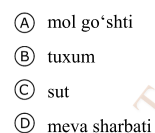 A mol go‘shti
B tuxum
C sut
D meva sharbati